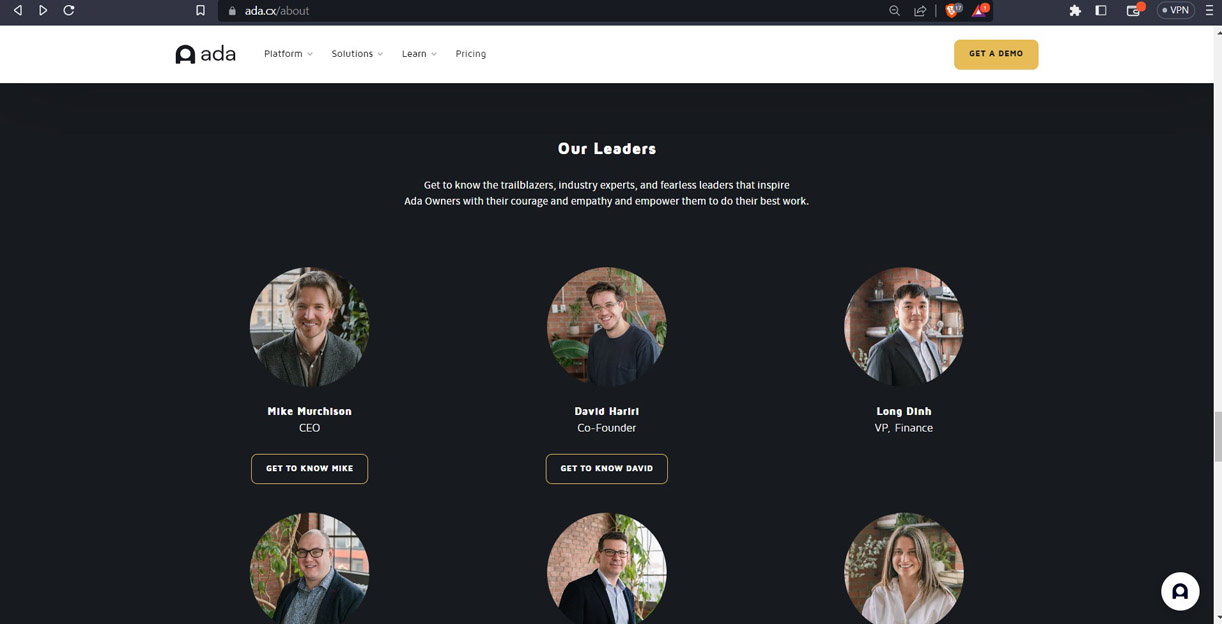 ada.cx/about
17
1
VPN
ada
Platform
Solutions
Learn
Pricing
GET A DEMO
Our Leaders
Get to know the trailblazers, industry experts, and fearless leaders that inspire
Ada Owners with their courage and empathy and empower them to do their best work.
Mike Murchison
CEO
GET TO KNOW MIKE
David Hariri
Co-Founder
GET TO KNOW DAVID
Long Dinh
VP, Finance